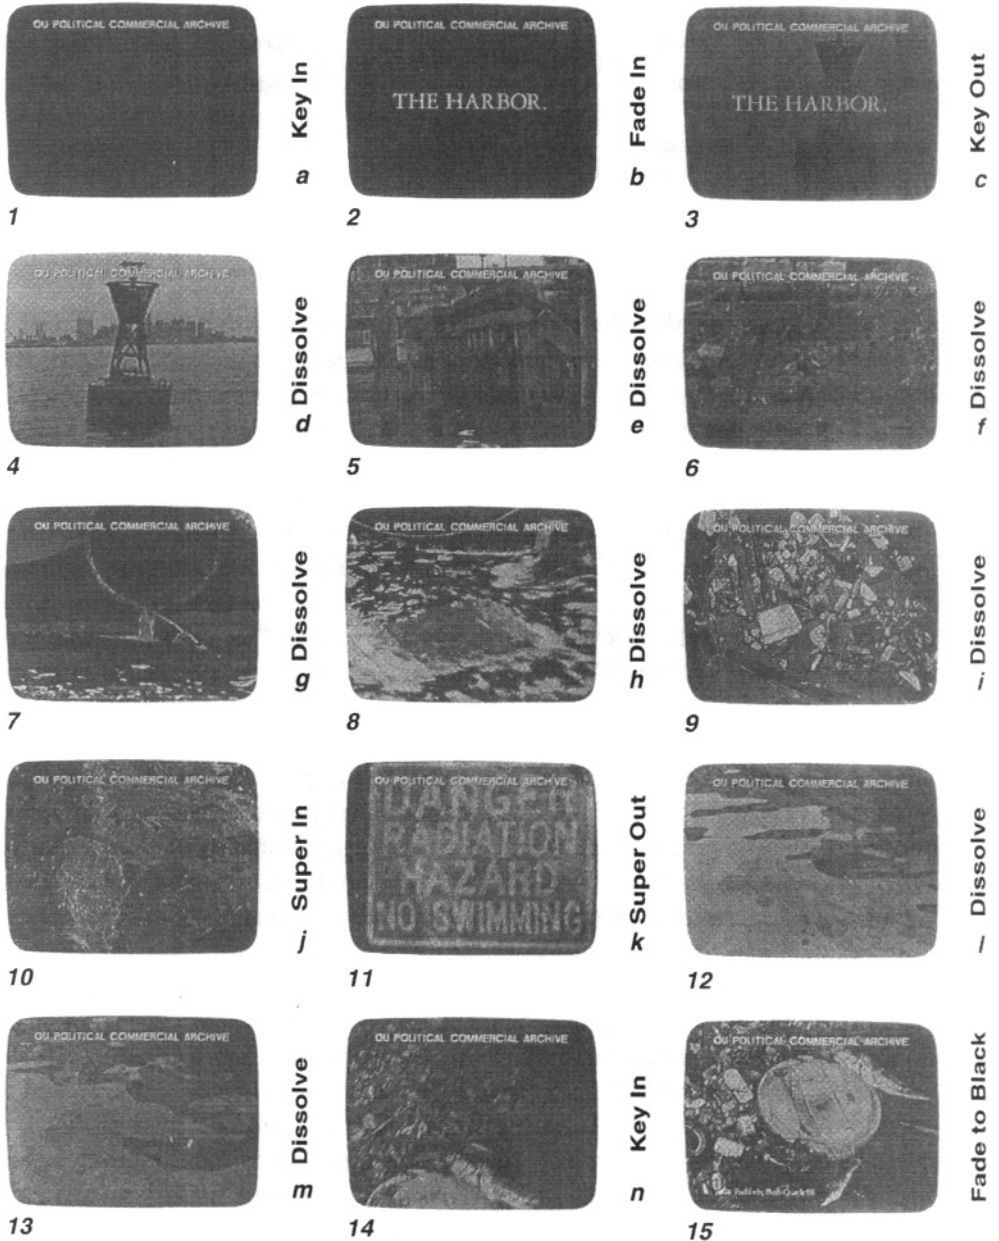 OU POLITICAL COMMERCIAL ARCHIVE
Key In
a
1
OU POLITICAL COMMERCIAL ARCHIVE
THE HARBOR.
Fade In
b
2
OU POLITICAL COMMERCIAL ARCHIVE
THE HARBOR.
Key Out
c
3
OU POLITICAL COMMERCIAL ARCHIVE
Dissolve
d
4
OU POLITICAL COMMERCIAL ARCHIVE
Dissolve
e
5
OU POLITICAL COMMERCIAL ARCHIVE
Dissolve
f
6
OU POLITICAL COMMERCIAL ARCHIVE
Dissolve
g
7
OU POLITICAL COMMERCIAL ARCHIVE
Dissolve
h
8
OU POLITICAL COMMERCIAL ARCHIVE
Dissolve
i
9
OU POLITICAL COMMERCIAL ARCHIVE
Super In
j
10
OU POLITICAL COMMERCIAL ARCHIVE
DANGER
RADIATION
HAZARD
NO SWIMMING
Super Out
k
11
OU POLITICAL COMMERCIAL ARCHIVE
Dissolve
l
12
OU POLITICAL COMMERCIAL ARCHIVE
Dissolve
m
13
OU POLITICAL COMMERCIAL ARCHIVE
Key In
n
14
OU POLITICAL COMMERCIAL ARCHIVE
Fade to Black
15